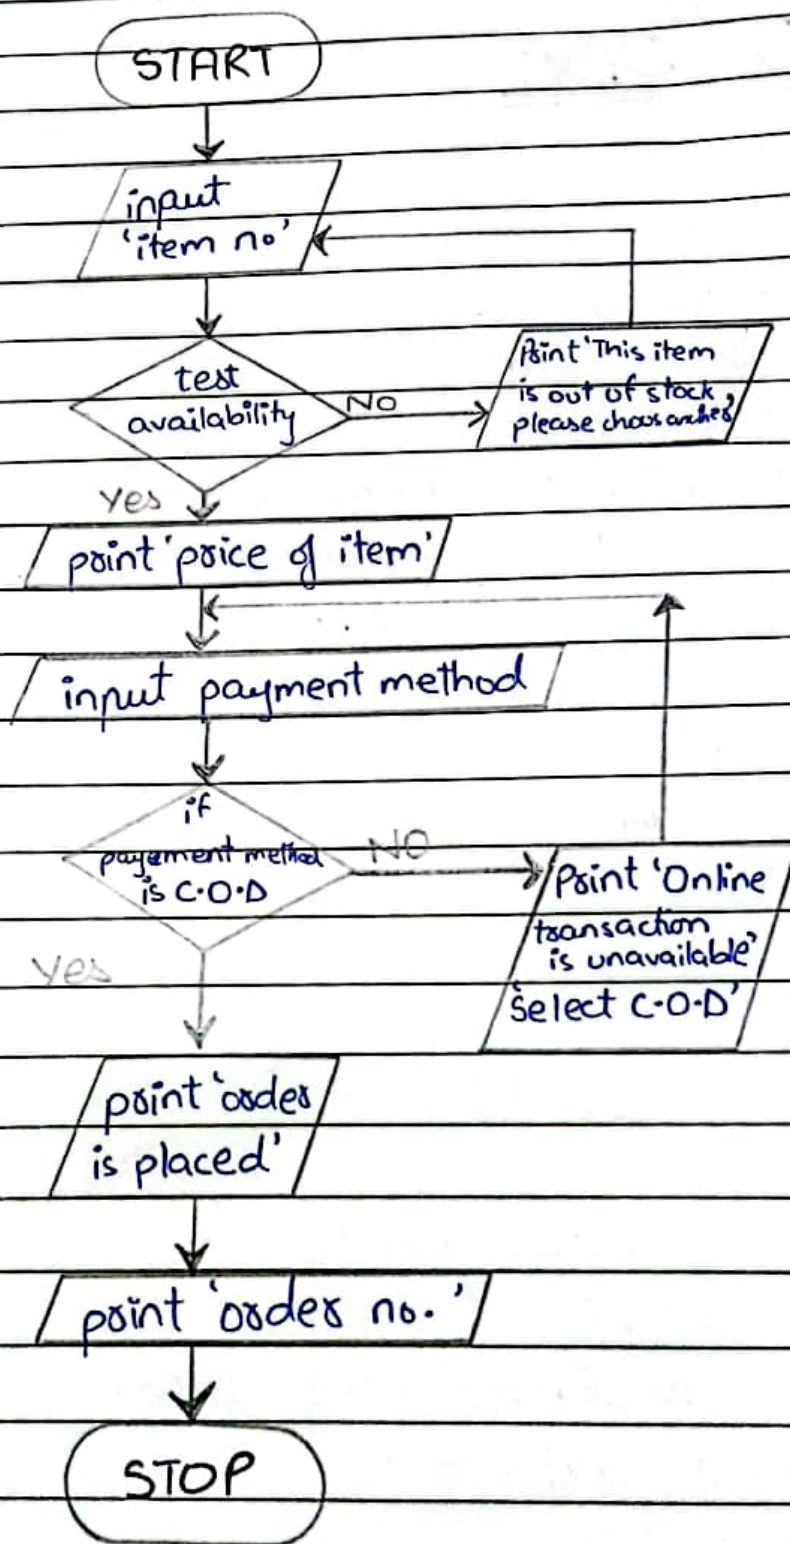 START
input
'item no'
test
availability
NO
Print 'This item
is out of stock,
please
yes
print 'price of item'
input payment method
if
payement method
is C.O.D
NO
Print 'Online
transaction
is unavailable'
'Select C.O.D'
yes
print 'order
is placed'
print 'order no.'
STOP